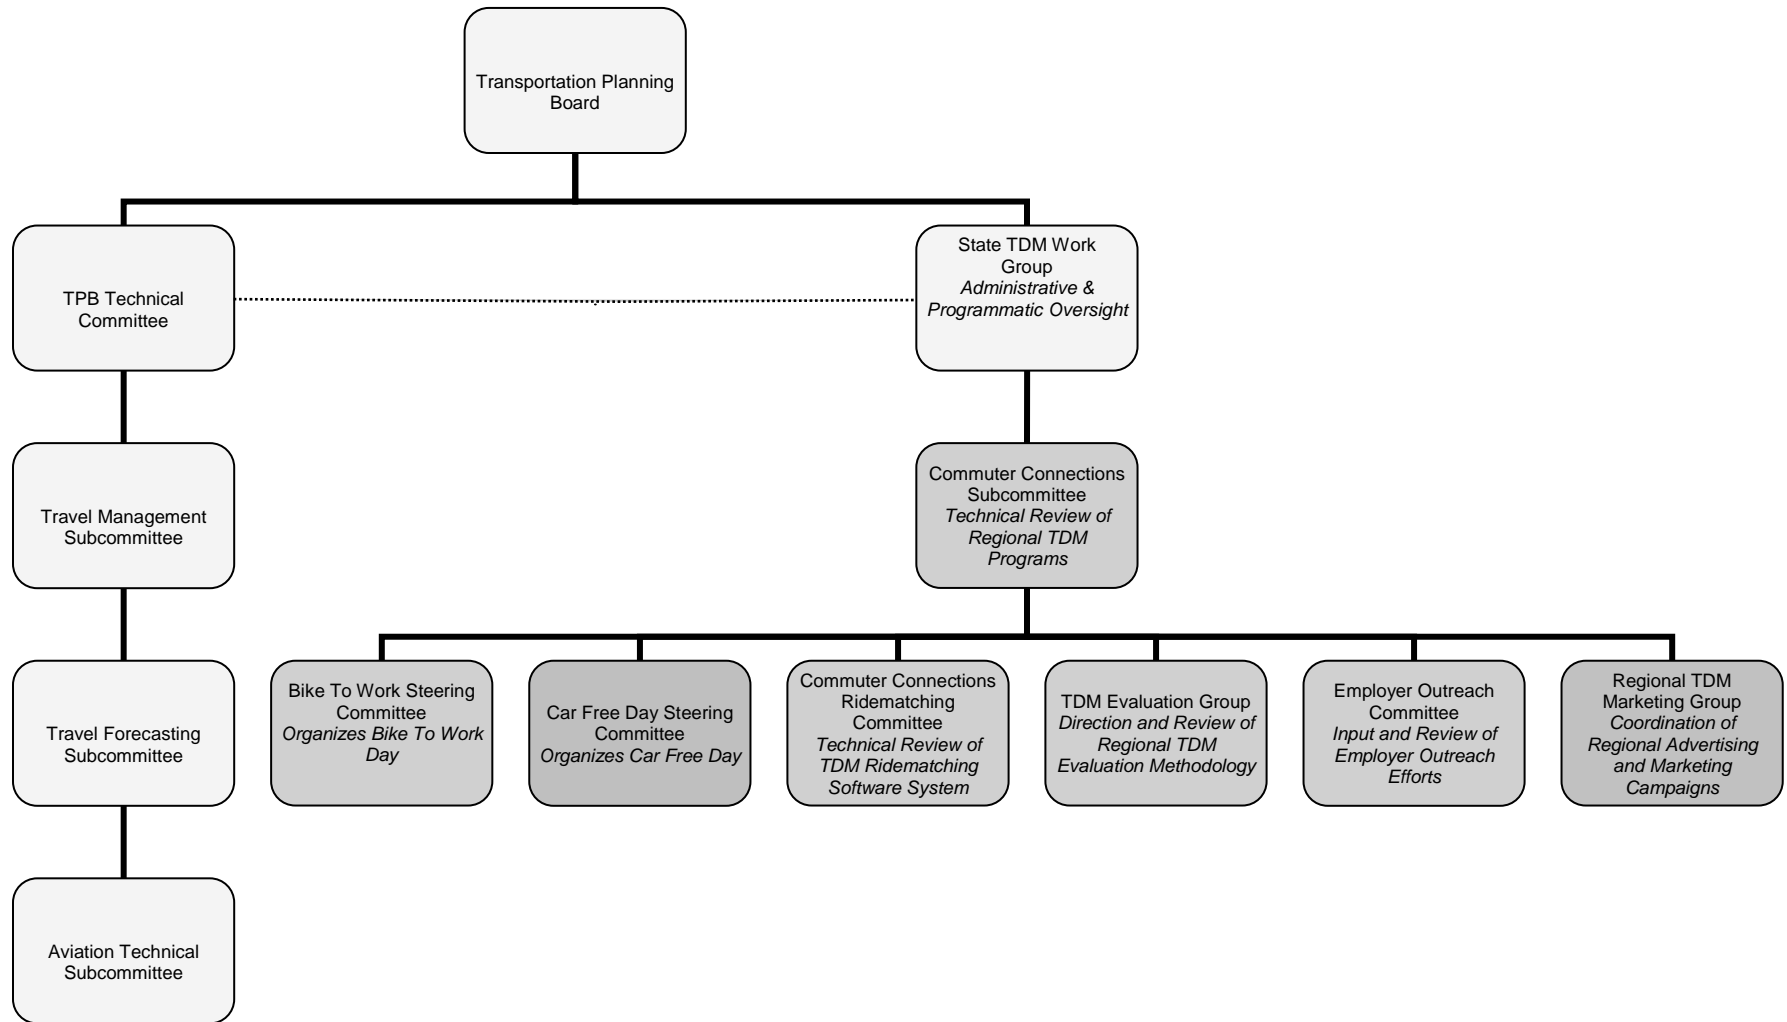 Transportation Planning
Board
TPB Technical
Committee
State TDM Work
Group
Administrative &
Programmatic Oversight
Travel Management
Subcommittee
Commuter Connections
Subcommittee
Technical Review of
Regional TDM
Programs
Travel Forecasting
Subcommittee
Bike To Work Steering
Committee
Organizes Bike To Work
Day
Car Free Day Steering
Committee
Organizes Car Free Day
Commuter Connections
Ridematching
Committee
Technical Review of
TDM Ridematching
Software System
TDM Evaluation Group
Direction and Review of
Regional TDM
Evaluation Methodology
Employer Outreach
Committee
Input and Review of
Employer Outreach
Efforts
Regional TDM
Marketing Group
Coordination of
Regional Advertising
and Marketing
Campaigns
Aviation Technical
Subcommittee